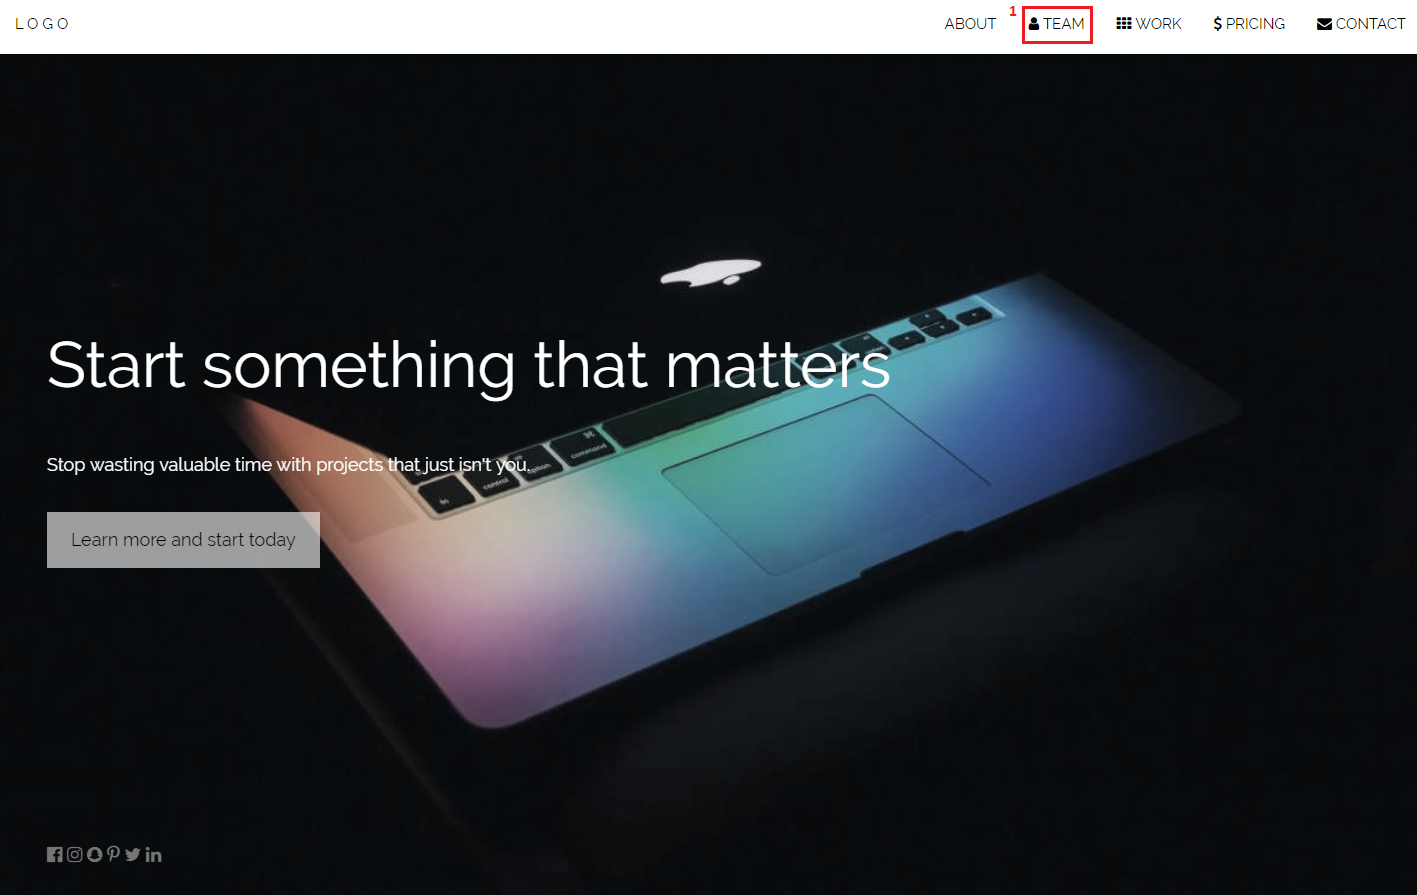 LOGO
ABOUT 1 TEAM WORK $ PRICING CONTACT
Start something that matters
Stop wasting valuable time with projects that just isn't you.
fn control option command
Learn more and start today